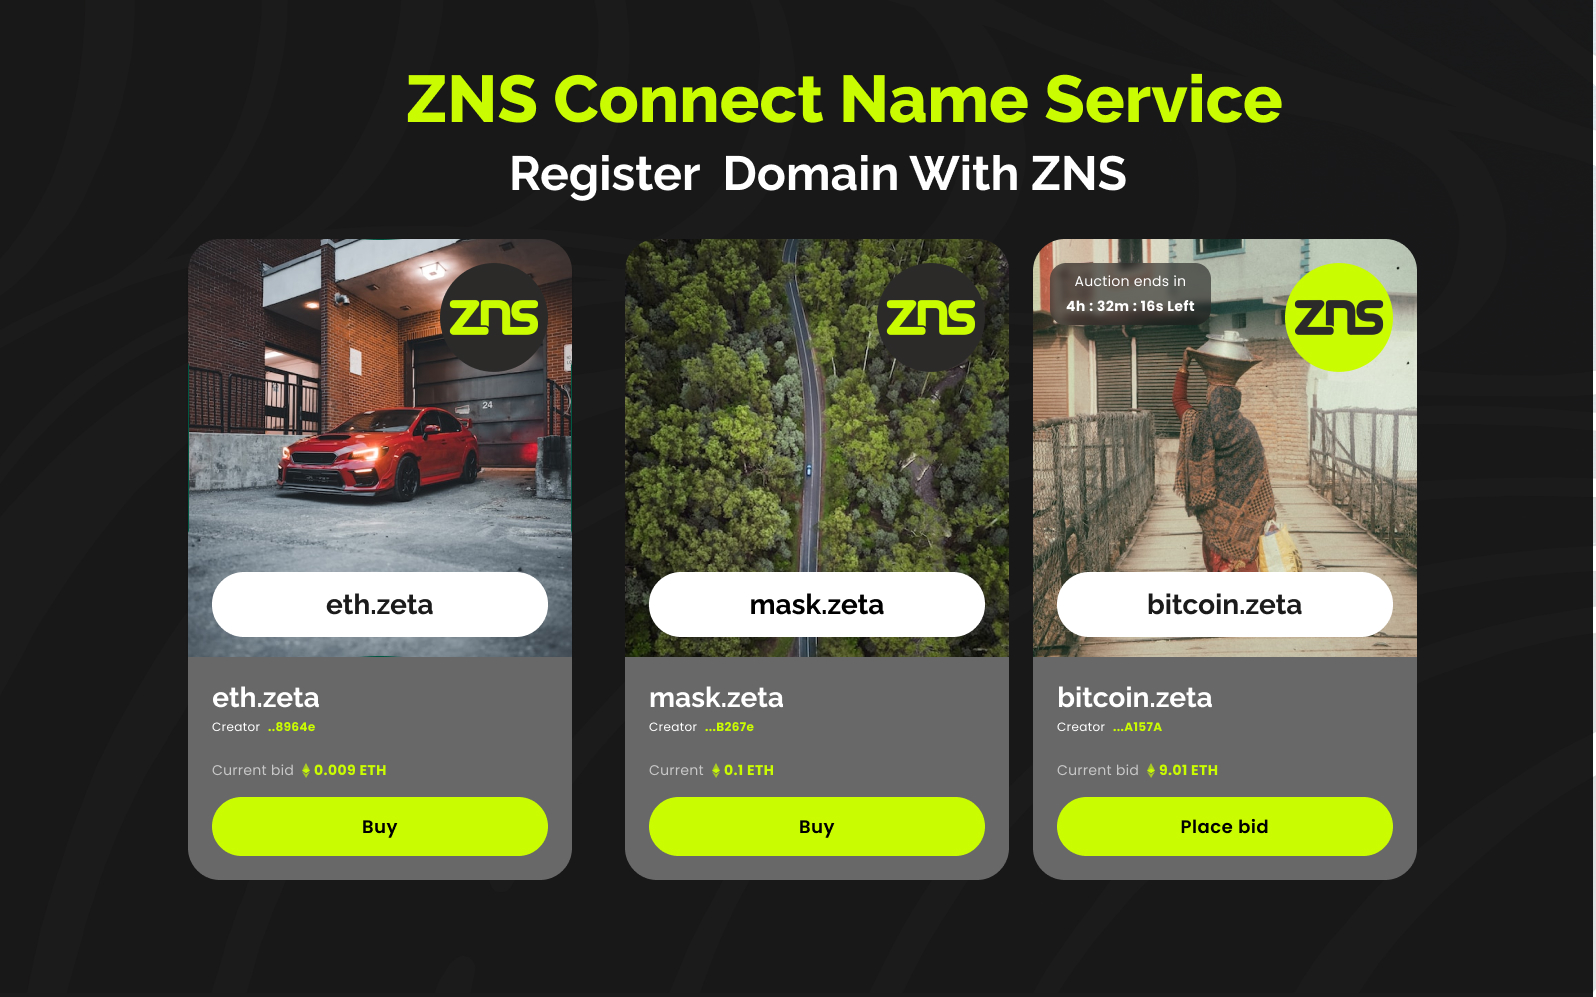 ZNS Connect Name Service
Register Domain With ZNS
zns
24
eth.zeta
eth.zeta
Creator ..8964e
Current bid 0.009 ETH
Buy
zns
mask.zeta
mask.zeta
Creator ...B267e
Current 0.1 ETH
Buy
Auction ends in
4h : 32m : 16s Left
zns
bitcoin.zeta
bitcoin.zeta
Creator ...A157A
Current bid 9.01 ETH
Place bid